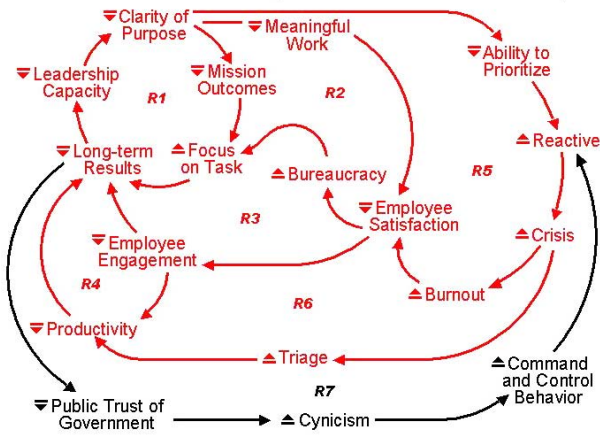 Clarity of
Purpose
Meaningful
Work
Ability to
Prioritize
Leadership
Capacity
Mission
Outcomes
R1
R2
Long-term
Results
Focus
on Task
Bureaucracy
Reactive
R5
R3
Employee
Satisfaction
Employee
Engagement
Crisis
R4
R6
Burnout
Productivity
Triage
Command
and Control
Behavior
R7
Public Trust of
Government
Cynicism